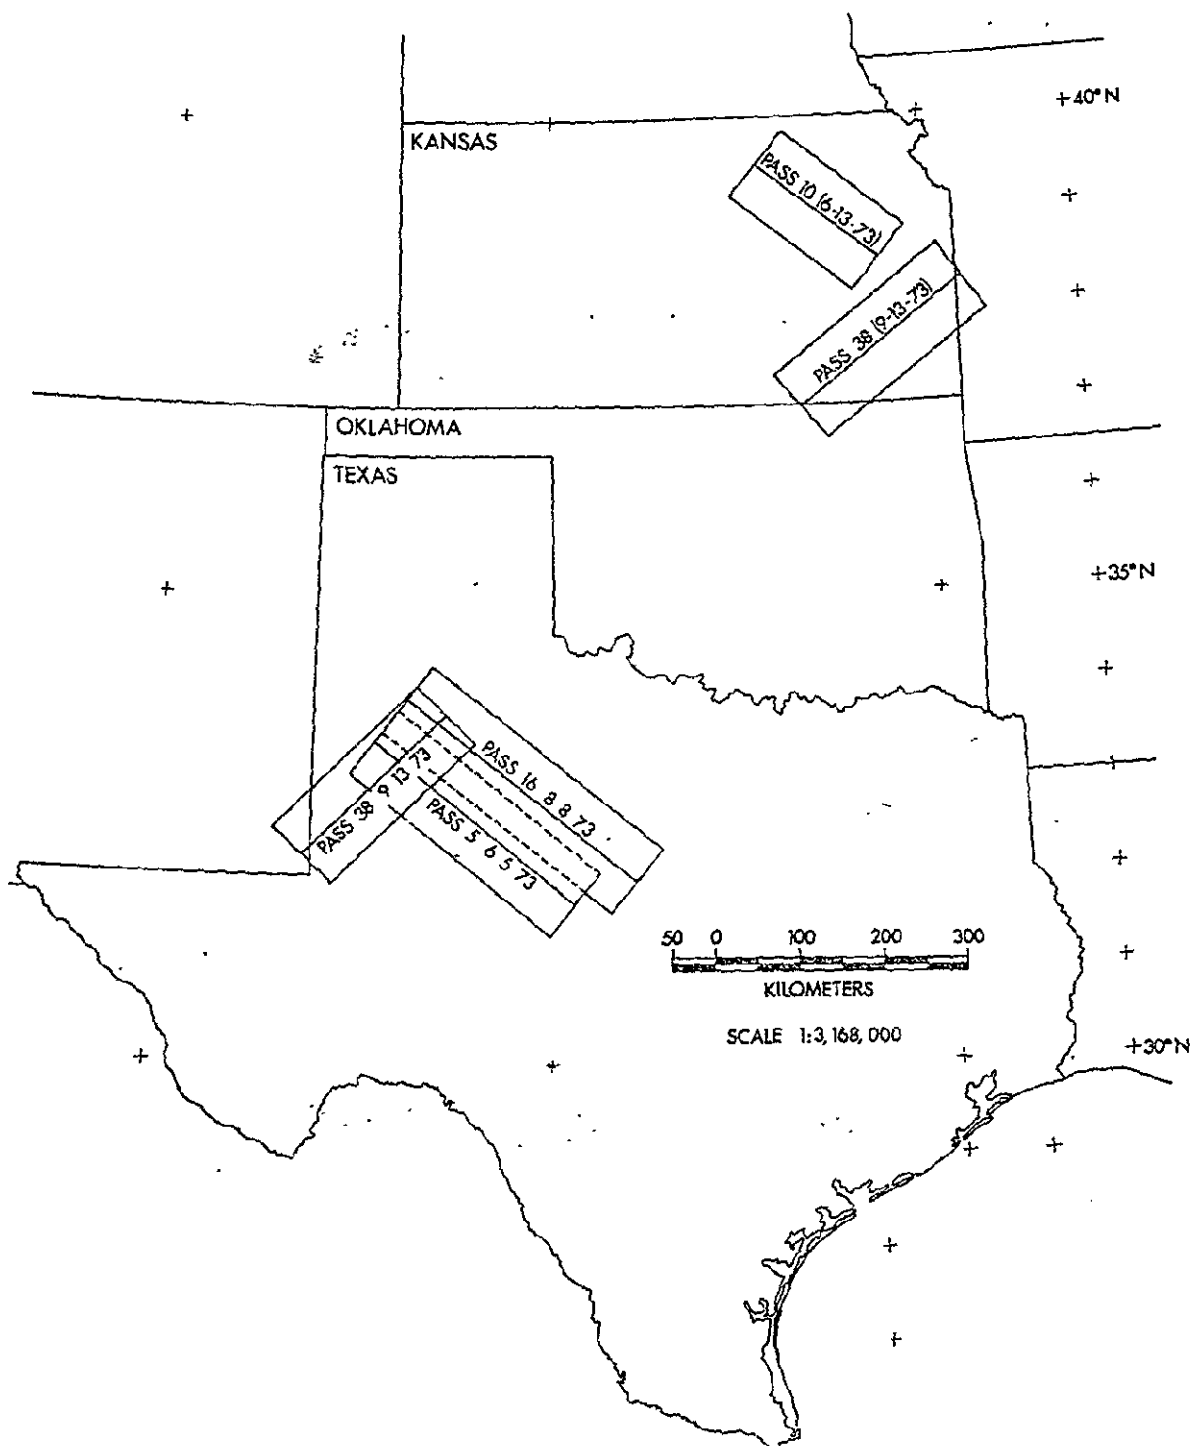 +40°N
KANSAS
PASS 10 (6-13-73)
PASS 38 (9-13-73)
OKLAHOMA
TEXAS
+35°N
PASS 16 8 8 73
PASS 38 9 13 73
PASS 5 6 5 73
50 0 100 200 300
KILOMETERS
SCALE 1:3,168,000
+30°N